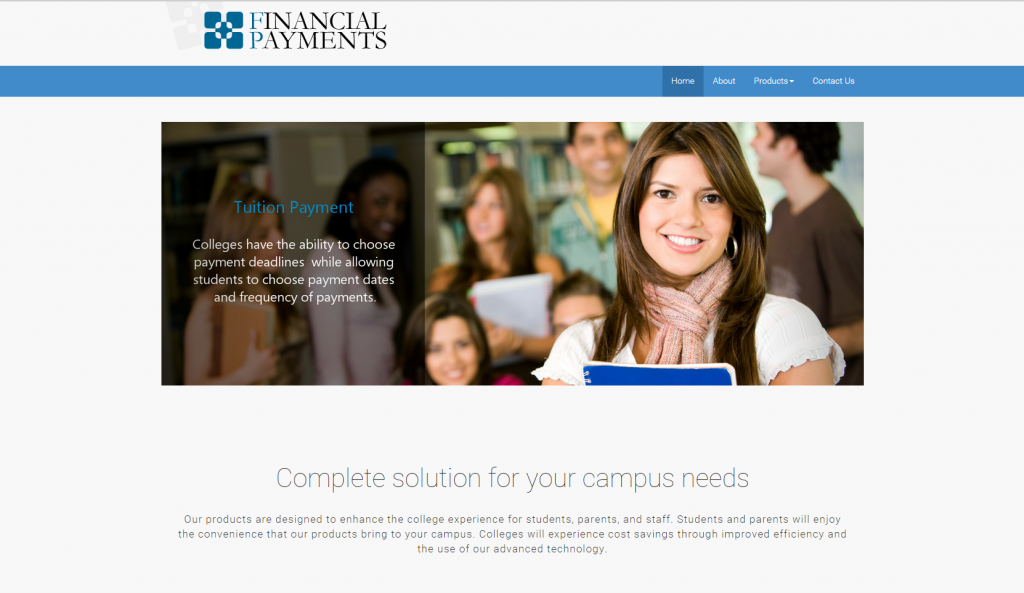 FINANCIAL
PAYMENTS
Home About Products Contact Us
Tuition Payment
Colleges have the ability to choose
payment deadlines while allowing
students to choose payment dates
and frequency of payments.
Complete solution for your campus needs
Our products are designed to enhance the college experience for students, parents, and staff. Students and parents will enjoy
the convenience that our products bring to your campus. Colleges will experience cost savings through improved efficiency and
the use of our advanced technology.